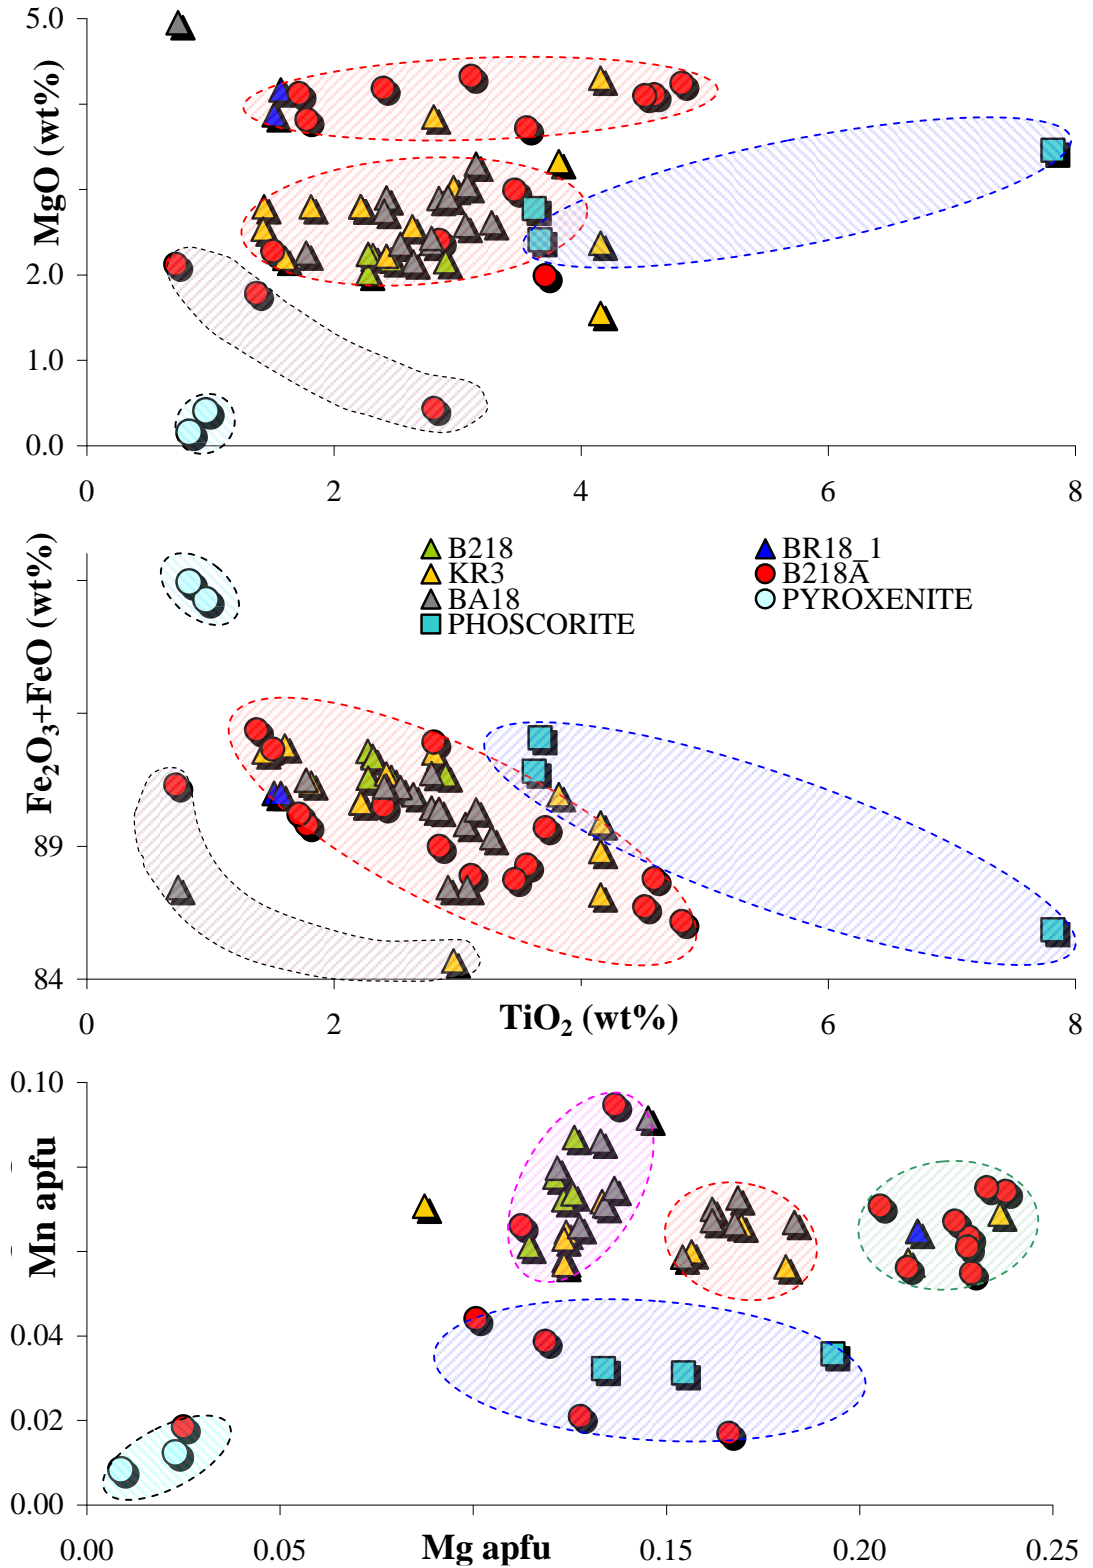 5.0
MgO (wt%)
2.0
1.0
0.0
0 2 4 6 8
Fe₂O₃+FeO (wt%)
B218 BR18_1
KR3 B218A
BA18 PYROXENITE
PHOSCORITE
89
84
0 2 TiO₂ (wt%) 6 8
0.10
Mn apfu
0.04
0.02
0.00
0.00 0.05 Mg apfu 0.15 0.20 0.25